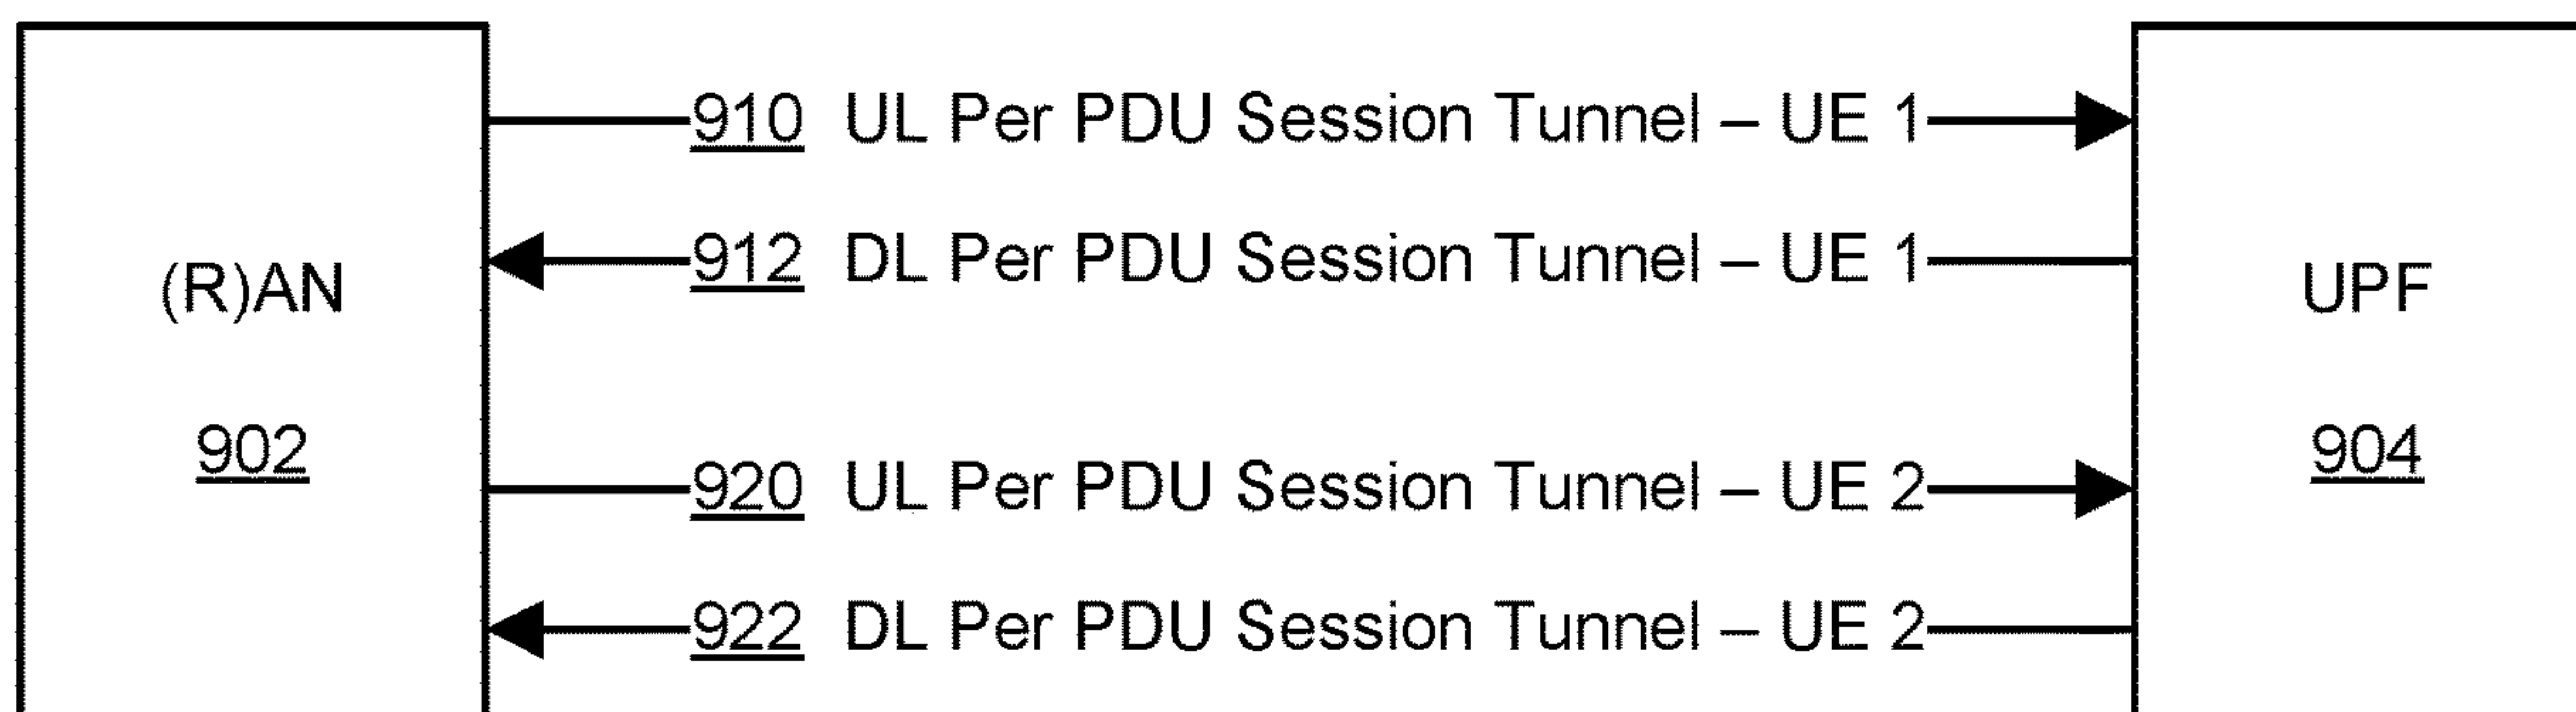 910 UL Per PDU Session Tunnel – UE 1
912 DL Per PDU Session Tunnel – UE 1
(R)AN
UPF
902
904
920 UL Per PDU Session Tunnel – UE 2
922 DL Per PDU Session Tunnel – UE 2